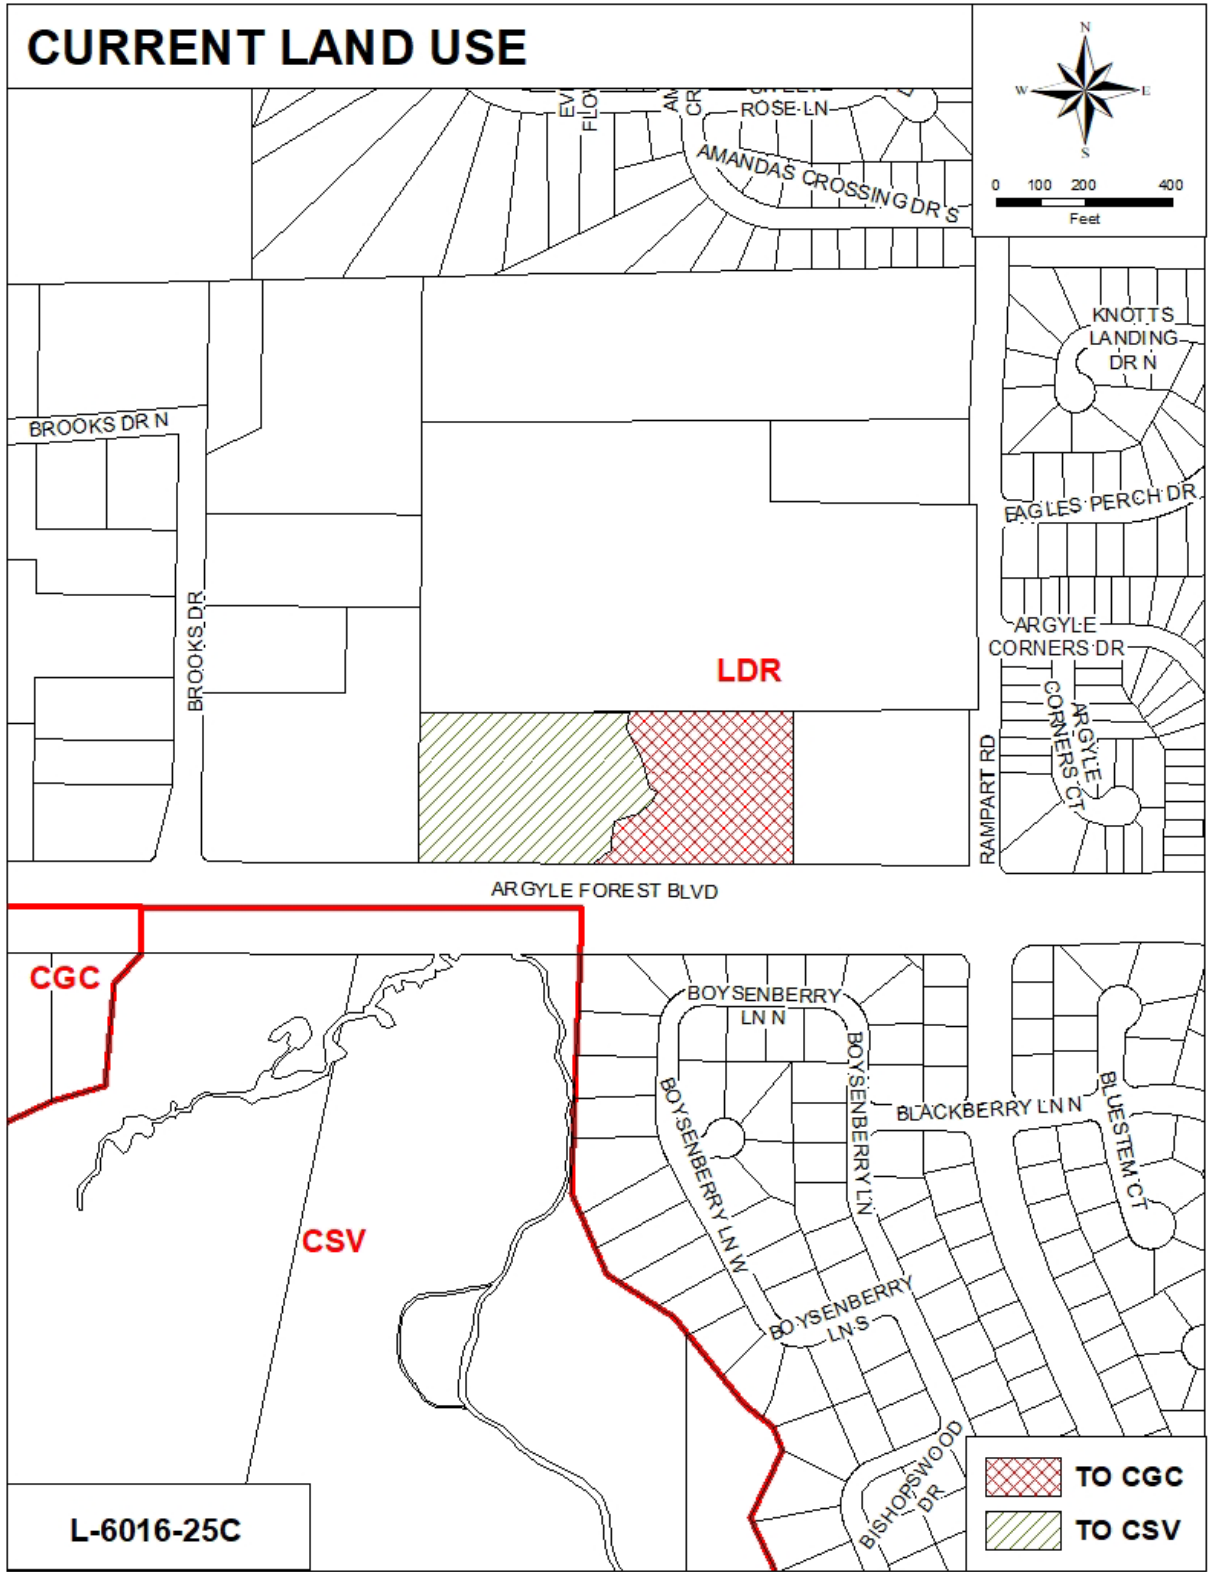 CURRENT LAND USE
N
W
E
S
0 100 200 400
Feet
ROSE LN
AMANDAS CROSSING DR S
KNOTTS
LANDING
DR N
BROOKS DR N
EAGLES PERCH DR
BROOKS DR
ARGYLE
CORNERS DR
LDR
ARGYLE
CORNERS CT
RAMPART RD
ARGYLE FOREST BLVD
CGC
BOYSENBERRY
LN N
BOYSENBERRY LN W
BOYSENBERRY LN
BLACKBERRY LN N
BLUESTEM CT
CSV
BOYSENBERRY
LN S
BISHOPSWOOD
DR
TO CGC
TO CSV
L-6016-25C